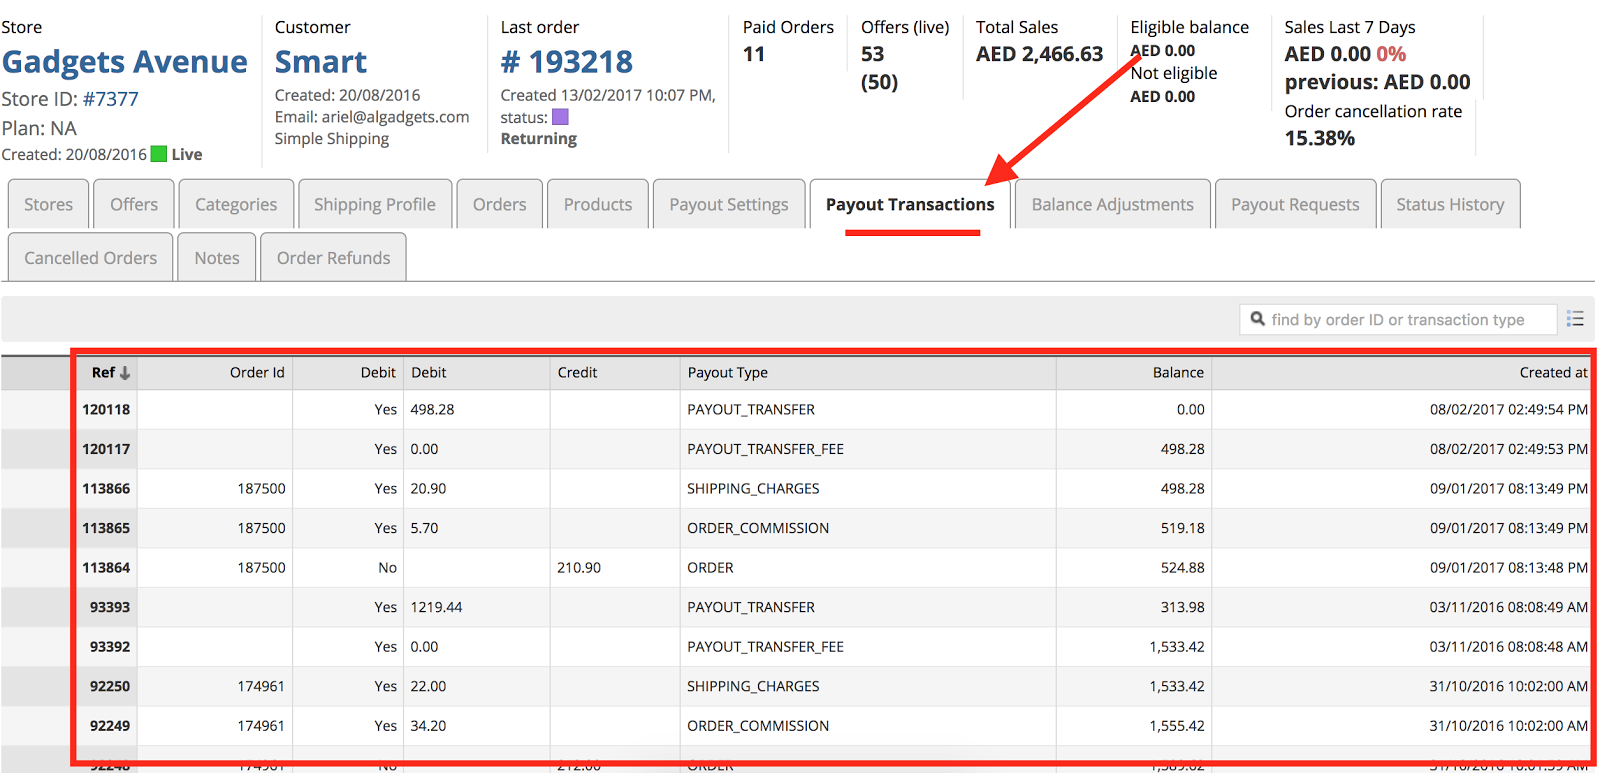 Store
Gadgets Avenue
Store ID: #7377
Plan: NA
Created: 20/08/2016 Live
Customer
Smart
Created: 20/08/2016
Email: ariel@algadgets.com
Simple Shipping
Last order
# 193218
Created 13/02/2017 10:07 PM,
status:
Returning
Paid Orders
11
Offers (live)
53
(50)
Total Sales
AED 2,466.63
Eligible balance
AED 0.00
Not eligible
AED 0.00
Sales Last 7 Days
AED 0.00 0%
previous: AED 0.00
Order cancellation rate
15.38%
Stores Offers Categories Shipping Profile Orders Products Payout Settings Payout Transactions Balance Adjustments Payout Requests Status History
Cancelled Orders Notes Order Refunds
find by order ID or transaction type
Ref Order Id Debit Debit Credit Payout Type Balance Created at
120118 Yes 498.28 PAYOUT_TRANSFER 0.00 08/02/2017 02:49:54 PM
120117 Yes 0.00 PAYOUT_TRANSFER_FEE 498.28 08/02/2017 02:49:53 PM
113866 187500 Yes 20.90 SHIPPING_CHARGES 498.28 09/01/2017 08:13:49 PM
113865 187500 Yes 5.70 ORDER_COMMISSION 519.18 09/01/2017 08:13:49 PM
113864 187500 No 210.90 ORDER 524.88 09/01/2017 08:13:48 PM
93393 Yes 1219.44 PAYOUT_TRANSFER 313.98 03/11/2016 08:08:49 AM
93392 Yes 0.00 PAYOUT_TRANSFER_FEE 1,533.42 03/11/2016 08:08:48 AM
92250 174961 Yes 22.00 SHIPPING_CHARGES 1,533.42 31/10/2016 10:02:00 AM
92249 174961 Yes 34.20 ORDER_COMMISSION 1,555.42 31/10/2016 10:02:00 AM
174961 No ORDER